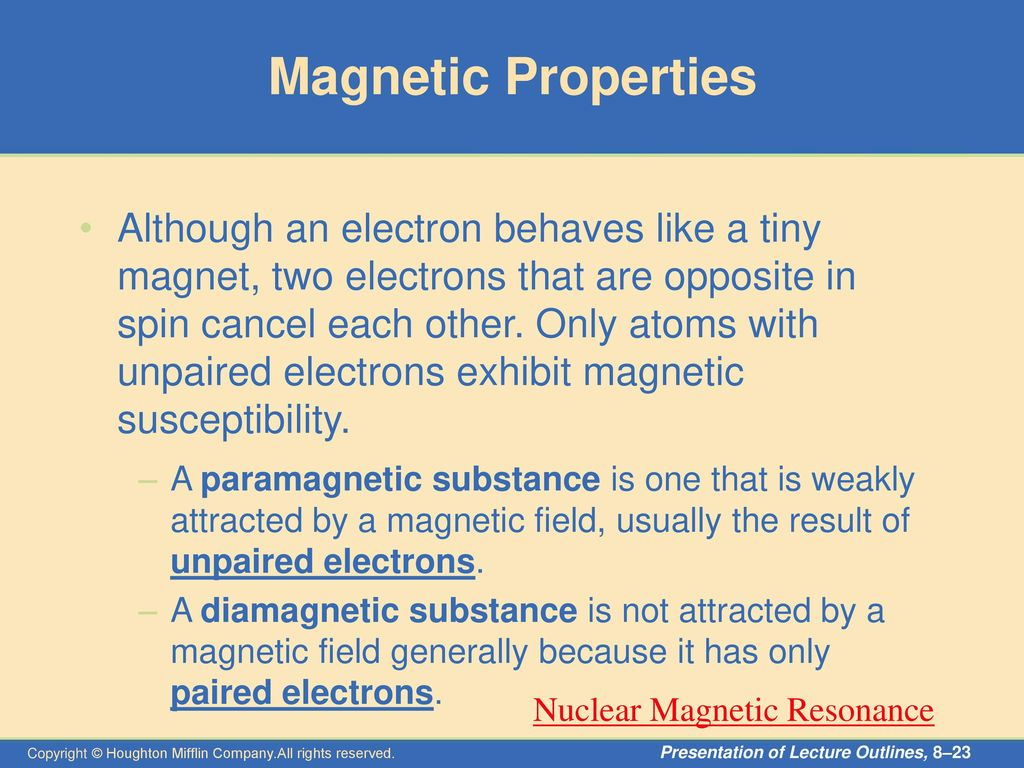 Magnetic Properties
• Although an electron behaves like a tiny
magnet, two electrons that are opposite in
spin cancel each other. Only atoms with
unpaired electrons exhibit magnetic
susceptibility.
– A paramagnetic substance is one that is weakly
attracted by a magnetic field, usually the result of
unpaired electrons.
– A diamagnetic substance is not attracted by a
magnetic field generally because it has only
paired electrons.
Nuclear Magnetic Resonance
Copyright © Houghton Mifflin Company.All rights reserved.
Presentation of Lecture Outlines, 8–23